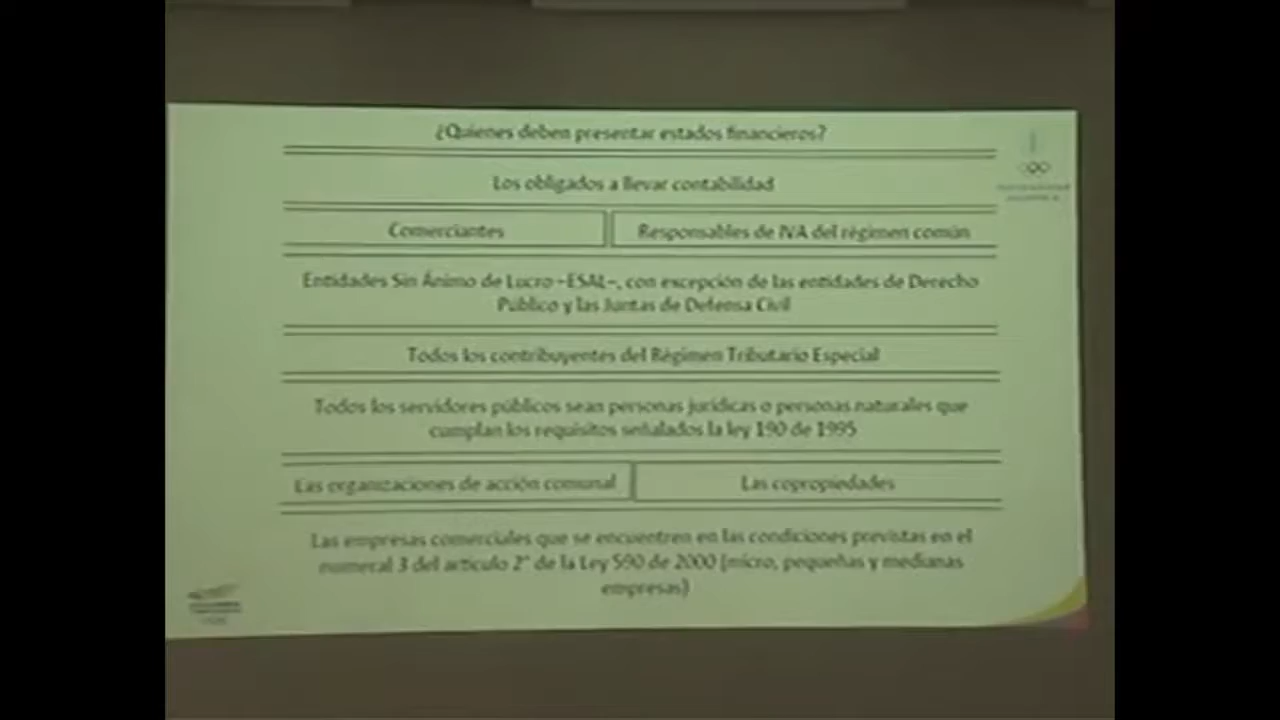 ¿Quienes deben presentar estados financieros?
Los obligados a llevar contabilidad
Comerciantes
Responsables de IVA del régimen común
Entidades Sin Ánimo de Lucro -ESAL-, con excepción de las entidades de Derecho
Público y las Juntas de Defensa Civil
Todos los contribuyentes del Régimen Tributario Especial
Todos los servidores públicos sean personas jurídicas o personas naturales que
cumplan los requisitos señalados la ley 190 de 1995
Las organizaciones de acción comunal
Las copropiedades
Las empresas comerciales que se encuentren en las condiciones previstas en el
numeral 3 del artículo 2° de la Ley 590 de 2000 (micro, pequeñas y medianas
empresas)